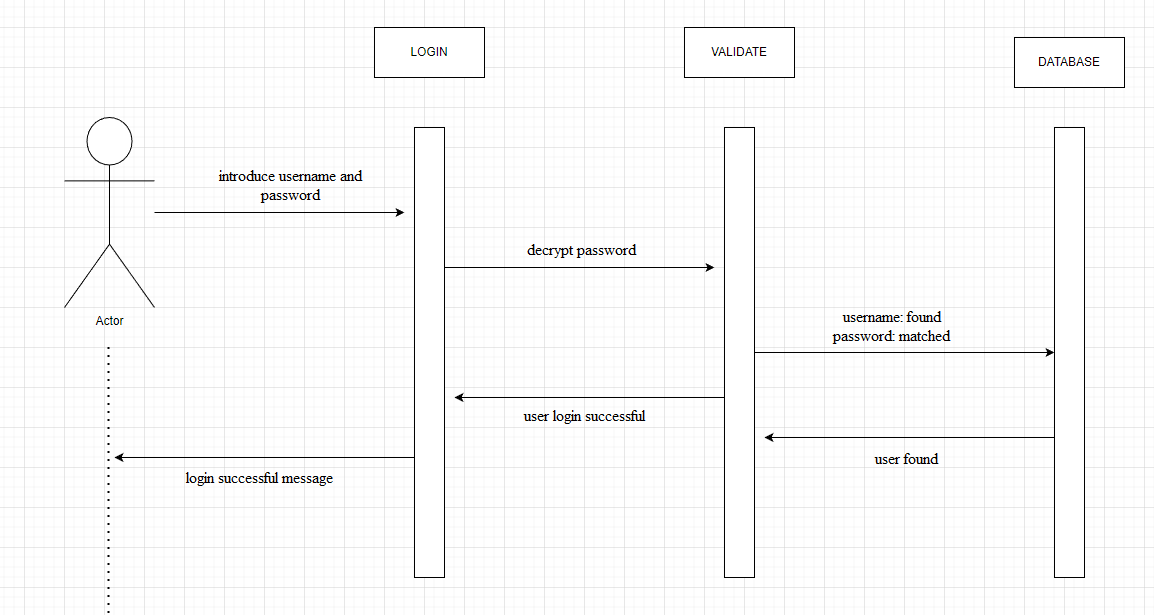 LOGIN
VALIDATE
DATABASE
introduce username and
password
decrypt password
Actor
username: found
password: matched
user login successful
user found
login successful message